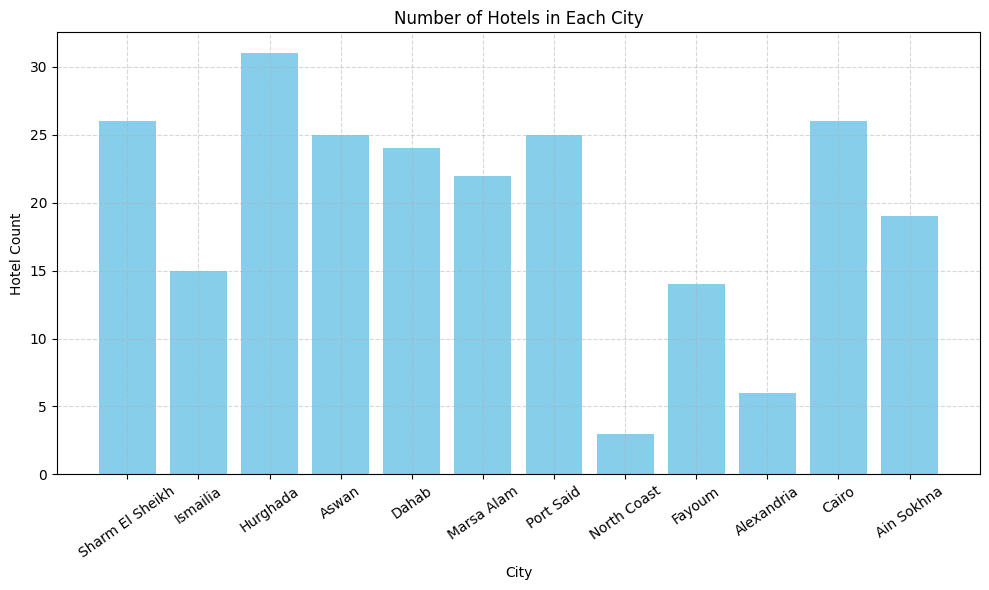 Number of Hotels in Each City
Hotel Count
30
25
20
15
10
5
0
Sharm El Sheikh
Ismailia
Hurghada
Aswan
Dahab
Marsa Alam
Port Said
North Coast
Fayoum
Alexandria
Cairo
Ain Sokhna
City